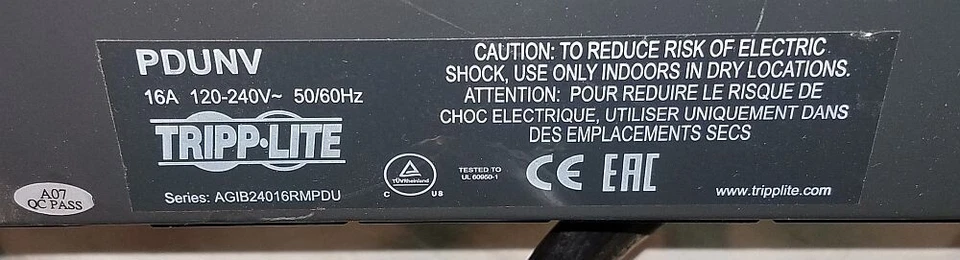 PDUNV
16A 120-240V~ 50/60Hz
TRIPP·LITE
Series: AGIB24016RMPDU
CAUTION: TO REDUCE RISK OF ELECTRIC
SHOCK, USE ONLY INDOORS IN DRY LOCATIONS.
ATTENTION: POUR REDUIRE LE RISQUE DE
CHOC ELECTRIQUE, UTILISER UNIQUEMENT DANS
DES EMPLACEMENTS SECS
TÜVRheinland
C US
TESTED TO
UL 60950-1
CE EAC
www.tripplite.com
A07
QC PASS